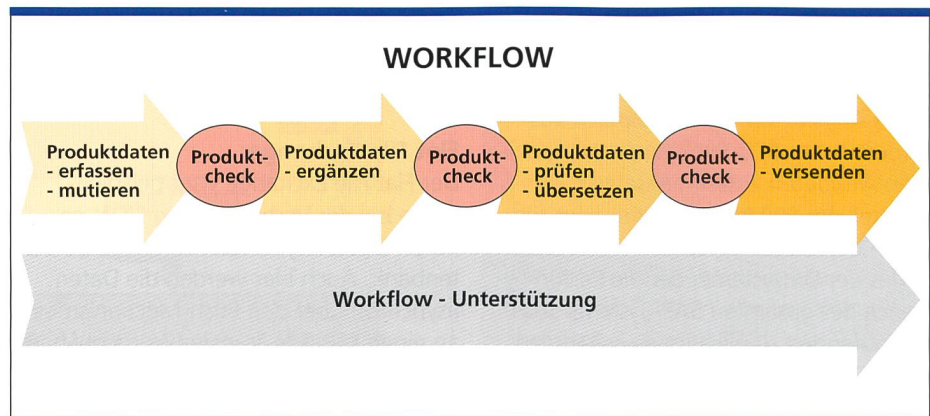 WORKFLOW
Produktdaten
- erfassen
- mutieren
Produkt-
check
Produktdaten
- ergänzen
Produkt-
check
Produktdaten
- prüfen
- übersetzen
Produkt-
check
Produktdaten
- versenden
Workflow - Unterstützung